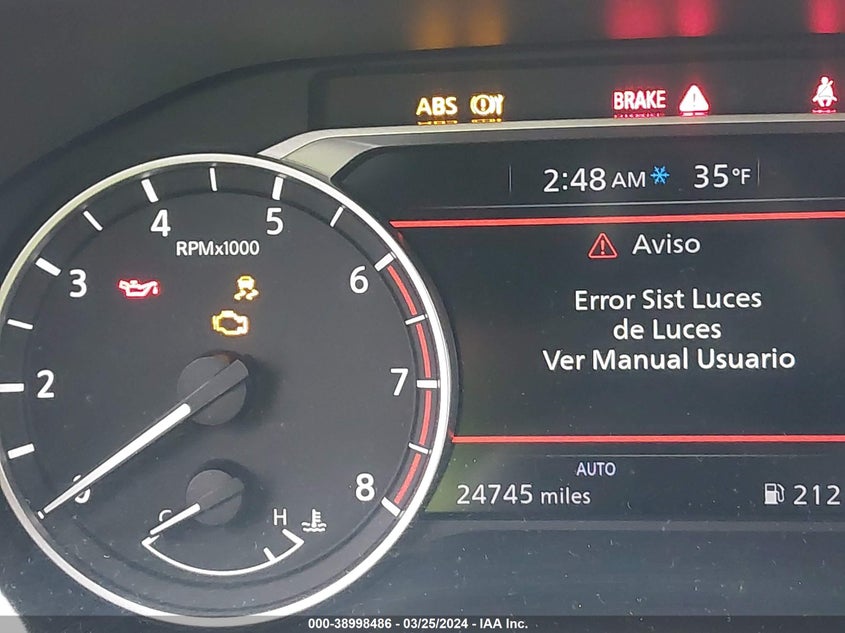 ABS BRAKE
2:48 AM 35°F
Aviso
Error Sist Luces
de Luces
Ver Manual Usuario
AUTO
24745 miles 212
4 5
RPMx1000
3 6
2 7
8
C H
000-38998486 - 03/25/2024 - IAA Inc.